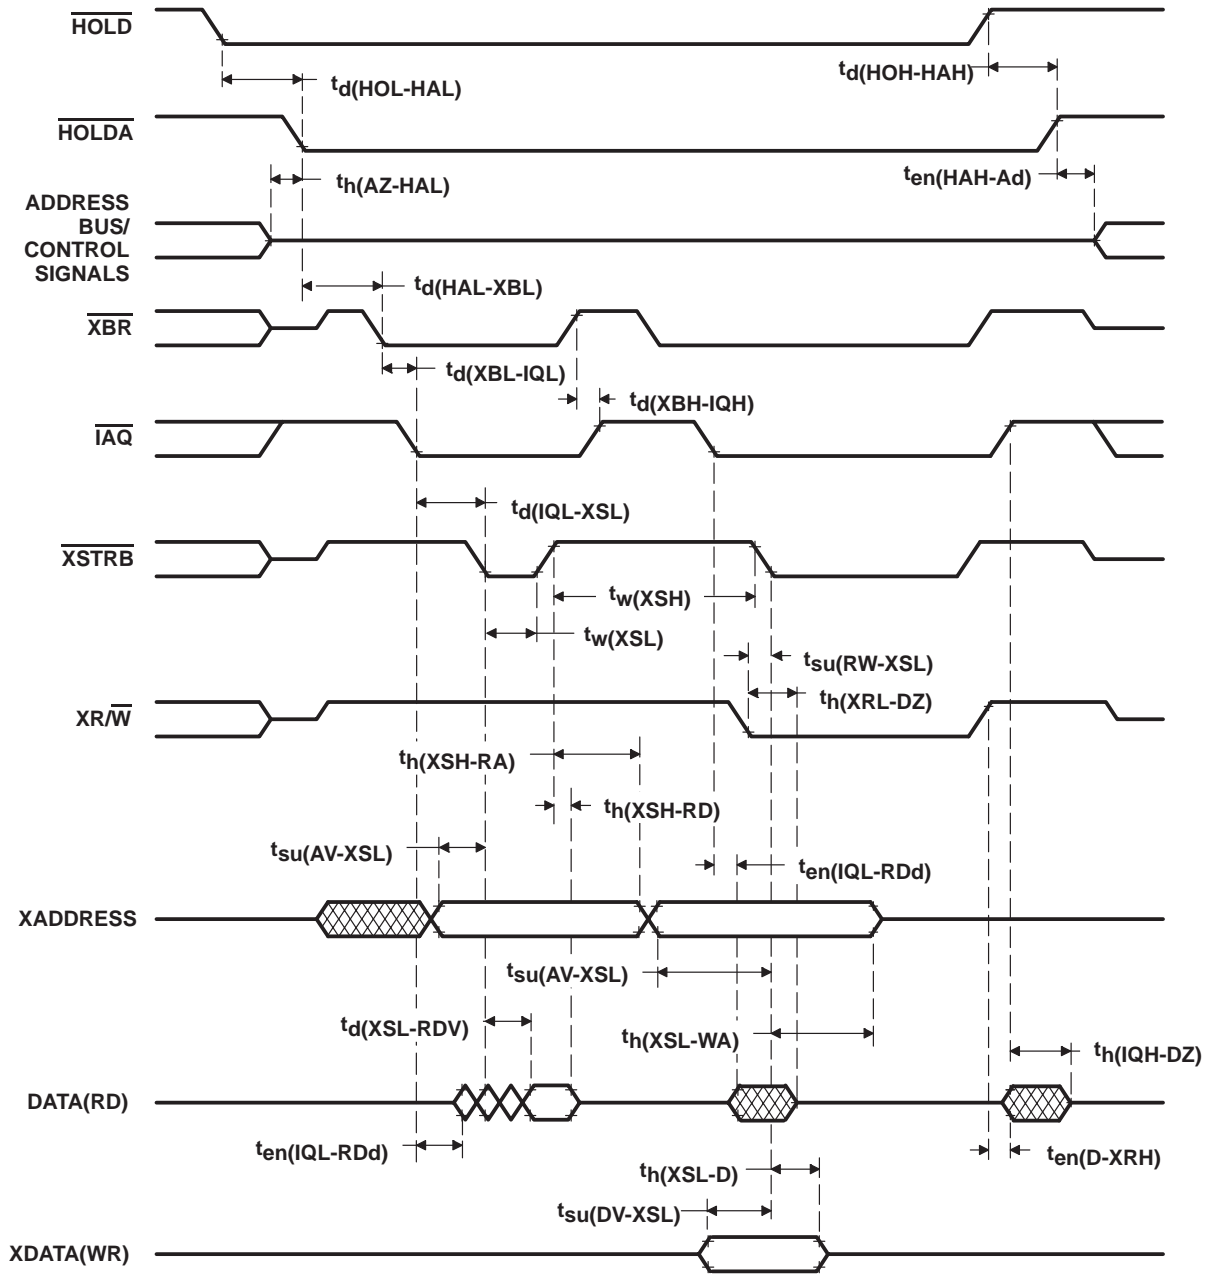 HOLD
td(HOL-HAL)
td(HOH-HAH)
HOLDA
th(AZ-HAL)
ten(HAH-Ad)
ADDRESS
BUS/
CONTROL
SIGNALS
td(HAL-XBL)
XBR
td(XBL-IQL)
td(XBH-IQH)
IAQ
td(IQL-XSL)
XSTRB
tw(XSH)
tw(XSL)
tsu(RW-XSL)
th(XRL-DZ)
XR/W
th(XSH-RA)
th(XSH-RD)
tsu(AV-XSL)
ten(IQL-RDd)
XADDRESS
tsu(AV-XSL)
td(XSL-RDV)
th(XSL-WA)
th(IQH-DZ)
DATA(RD)
ten(IQL-RDd)
ten(D-XRH)
th(XSL-D)
tsu(DV-XSL)
XDATA(WR)